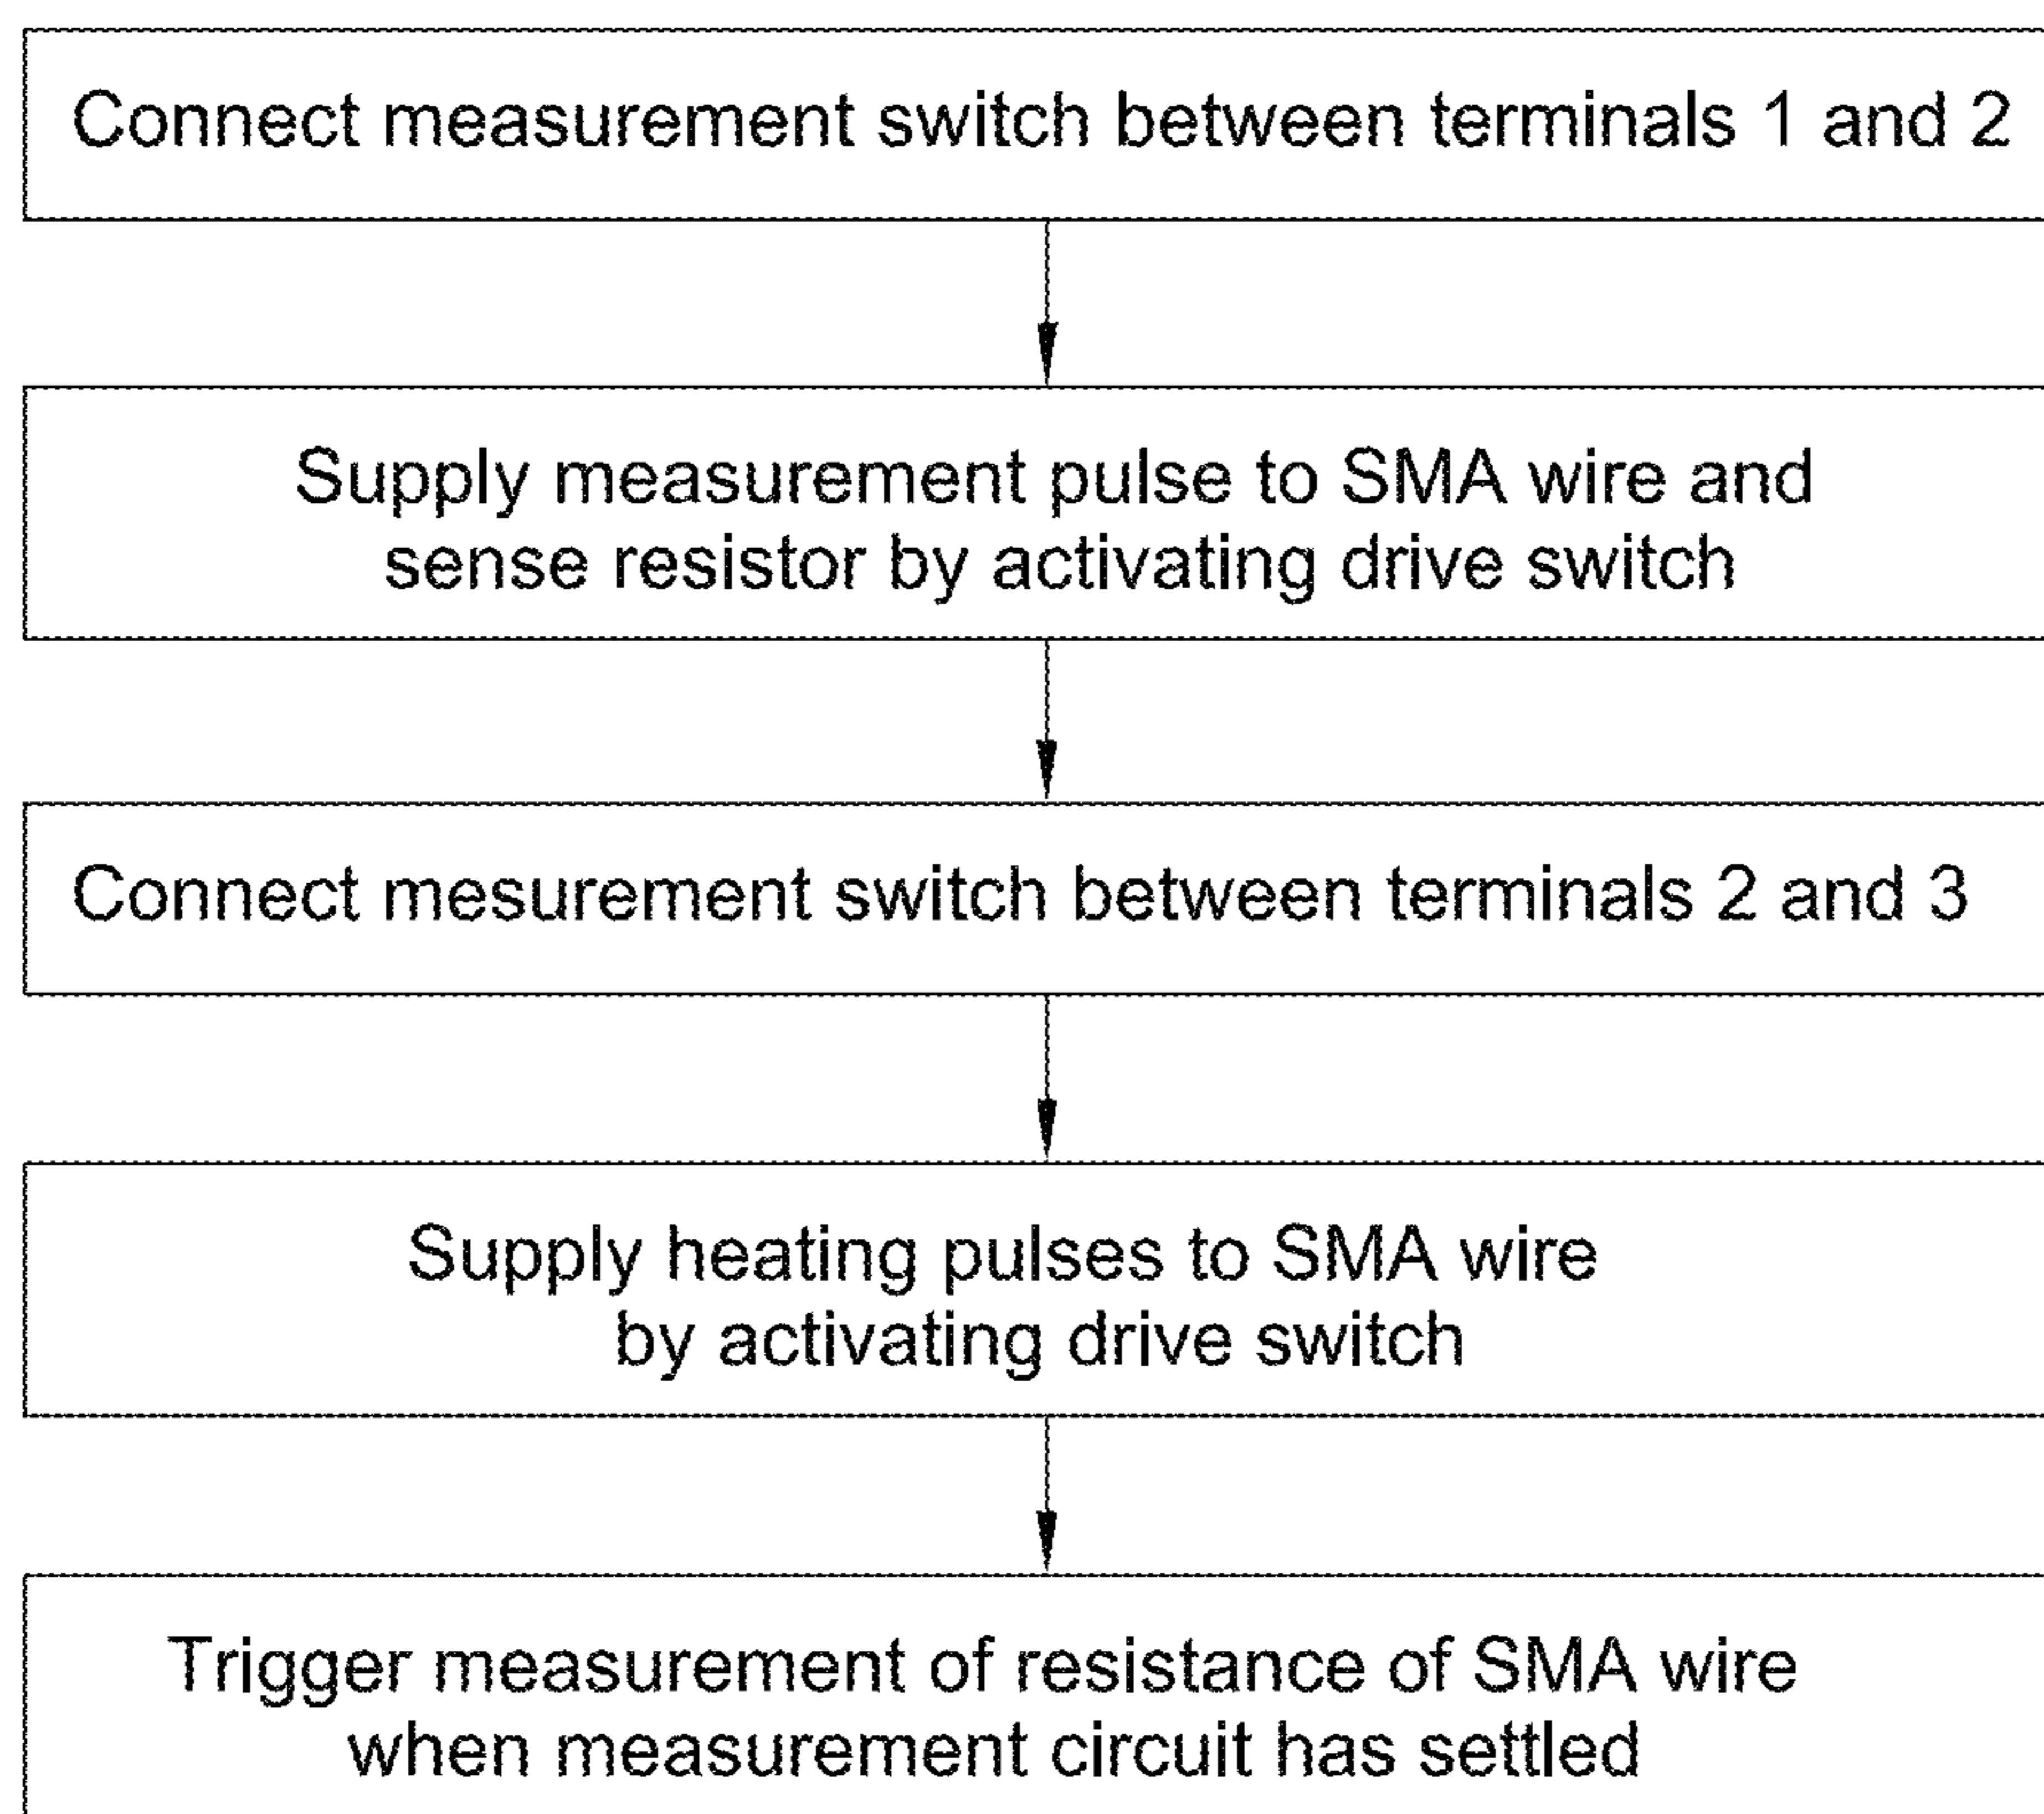 Connect measurement switch between terminals 1 and 2
Supply measurement pulse to SMA wire and
sense resistor by activating drive switch
Connect mesurement switch between terminals 2 and 3
Supply heating pulses to SMA wire
by activating drive switch
Trigger measurement of resistance of SMA wire
when measurement circuit has settled